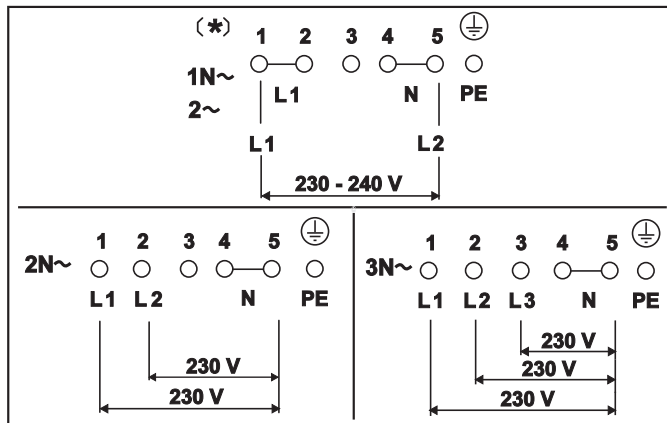 (*) 1 2 3 4 5
1N~ L1 N PE
2~
L1 L2
230 - 240 V
1 2 3 4 5
2N~
L1 L2 N PE
230 V
230 V
1 2 3 4 5
3N~
L1 L2 L3 N PE
230 V
230 V
230 V